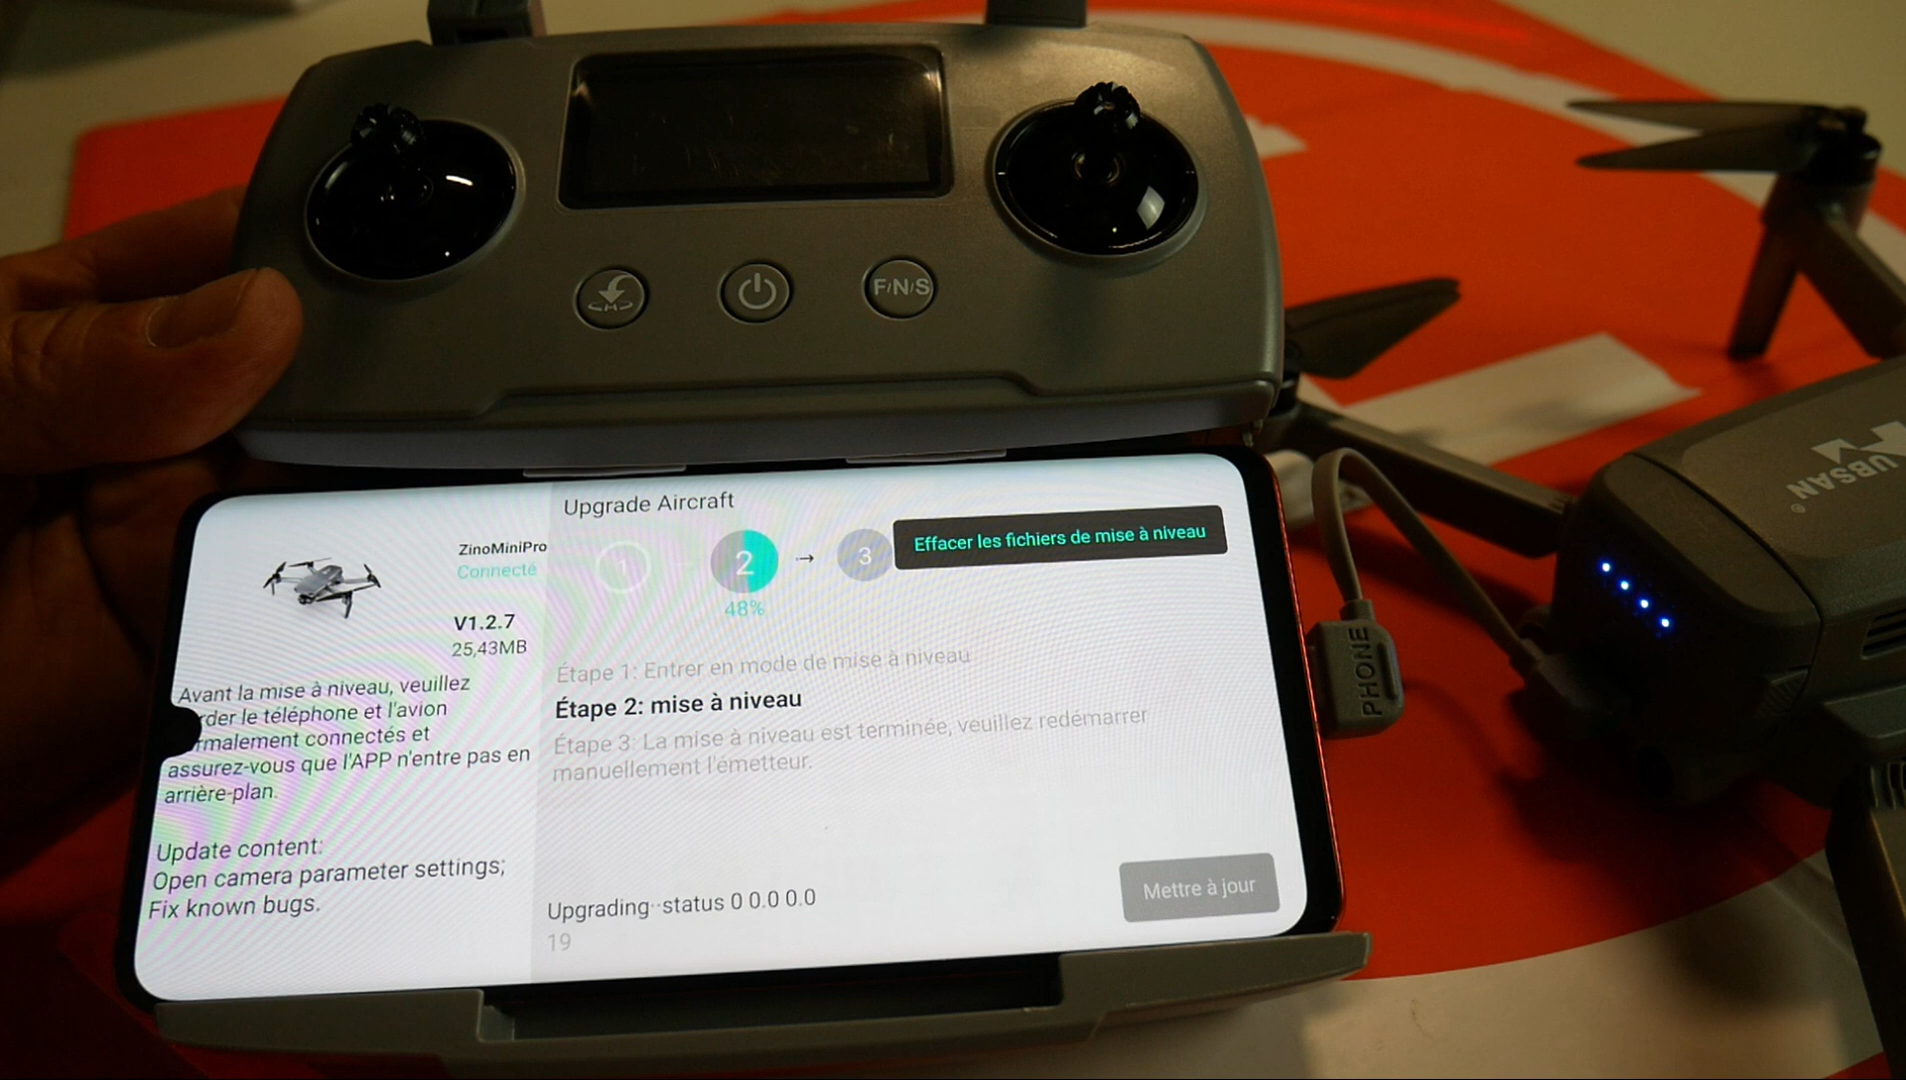 F/N/S
Upgrade Aircraft
1
2
3
Effacer les fichiers de mise à niveau
48%
ZinoMiniPro
Connecté
V1.2.7
25,43MB
Avant la mise à niveau, veuillez
rder le téléphone et l'avion
rmalement connectés et
assurez-vous que l'APP n'entre pas en
arrière-plan.
Update content:
Open camera parameter settings;
Fix known bugs.
Étape 1: Entrer en mode de mise à niveau
Étape 2: mise à niveau
Étape 3: La mise à niveau est terminée, veuillez redémarrer
manuellement l'émetteur.
Upgrading··status 0 0.0 0.0
19
Mettre à jour
PHONE
UBSAN